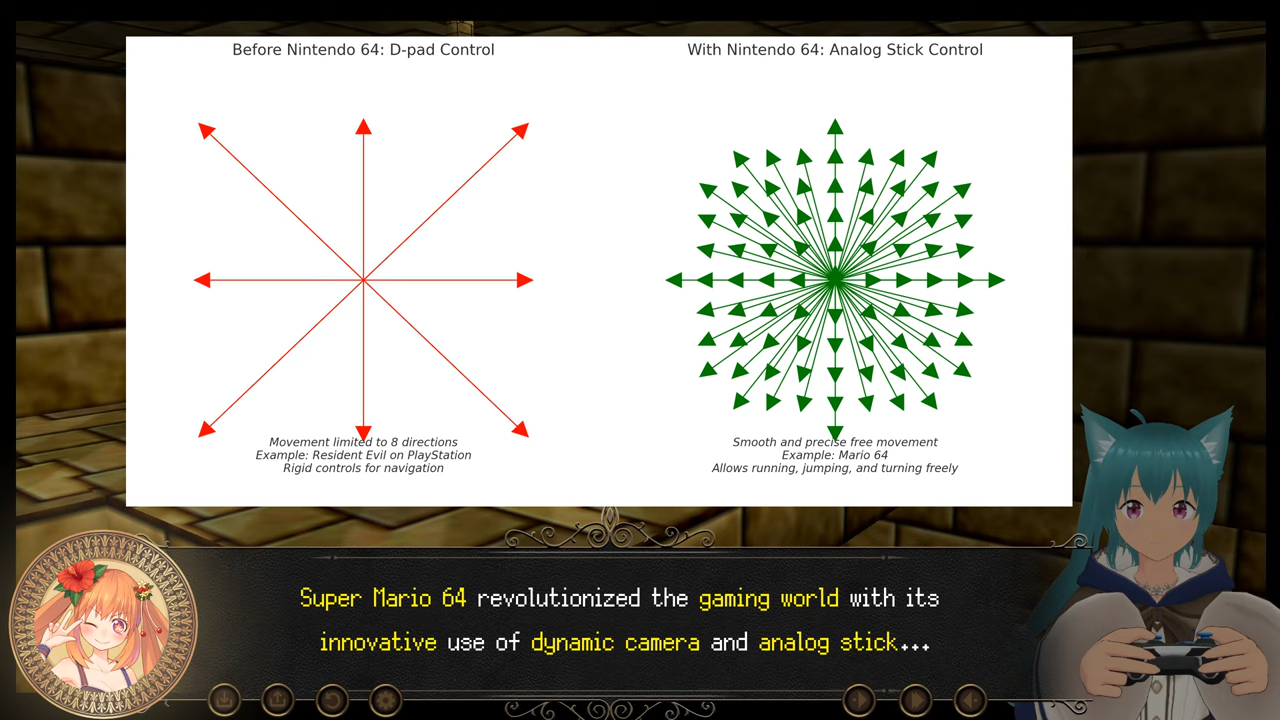 Before Nintendo 64: D-pad Control
With Nintendo 64: Analog Stick Control
Movement limited to 8 directions
Example: Resident Evil on PlayStation
Rigid controls for navigation
Smooth and precise free movement
Example: Mario 64
Allows running, jumping, and turning freely
Super Mario 64 revolutionized the gaming world with its
innovative use of dynamic camera and analog stick...